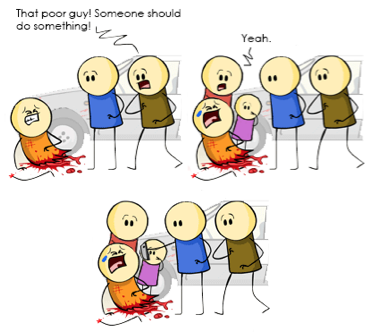 That poor guy! Someone should
do something!
Yeah.